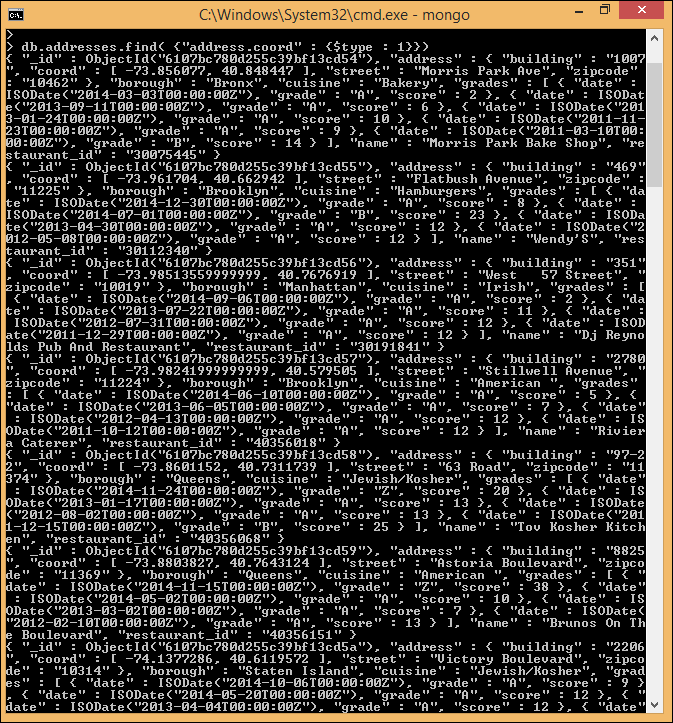 C:\Windows\System32\cmd.exe - mongo
>
> db.addresses.find( {"address.coord" : {$type : 1}})
{ "_id" : ObjectId("6107bc780d255c39bf13cd54"), "address" : { "building" : "1007
", "coord" : [ -73.856077, 40.848447 ], "street" : "Morris Park Ave", "zipcode"
: "10462" }, "borough" : "Bronx", "cuisine" : "Bakery", "grades" : [ { "date" :
ISODate("2014-03-03T00:00:00Z"), "grade" : "A", "score" : 2 }, { "date" : ISODat
e("2013-09-11T00:00:00Z"), "grade" : "A", "score" : 6 }, { "date" : ISODate("201
3-01-24T00:00:00Z"), "grade" : "A", "score" : 10 }, { "date" : ISODate("2011-11-
23T00:00:00Z"), "grade" : "A", "score" : 9 }, { "date" : ISODate("2011-03-10T00:
00:00Z"), "grade" : "B", "score" : 14 } ], "name" : "Morris Park Bake Shop", "re
staurant_id" : "30075445" }
{ "_id" : ObjectId("6107bc780d255c39bf13cd55"), "address" : { "building" : "469"
, "coord" : [ -73.961704, 40.662942 ], "street" : "Flatbush Avenue", "zipcode" :
"11225" }, "borough" : "Brooklyn", "cuisine" : "Hamburgers", "grades" : [ { "da
te" : ISODate("2014-12-30T00:00:00Z"), "grade" : "A", "score" : 8 }, { "date" :
ISODate("2014-07-01T00:00:00Z"), "grade" : "B", "score" : 23 }, { "date" : ISODa
te("2013-04-30T00:00:00Z"), "grade" : "A", "score" : 12 }, { "date" : ISODate("2
012-05-08T00:00:00Z"), "grade" : "A", "score" : 12 } ], "name" : "Wendy'S", "res
taurant_id" : "30112340" }
{ "_id" : ObjectId("6107bc780d255c39bf13cd56"), "address" : { "building" : "351"
, "coord" : [ -73.98513559999999, 40.7676919 ], "street" : "West   57 Street", "
zipcode" : "10019" }, "borough" : "Manhattan", "cuisine" : "Irish", "grades" : [
{ "date" : ISODate("2014-09-06T00:00:00Z"), "grade" : "A", "score" : 2 }, { "da
te" : ISODate("2013-07-22T00:00:00Z"), "grade" : "A", "score" : 11 }, { "date" :
ISODate("2012-07-31T00:00:00Z"), "grade" : "A", "score" : 12 }, { "date" : ISOD
ate("2011-12-29T00:00:00Z"), "grade" : "A", "score" : 12 } ], "name" : "Dj Reyno
lds Pub And Restaurant", "restaurant_id" : "30191841" }
{ "_id" : ObjectId("6107bc780d255c39bf13cd57"), "address" : { "building" : "2780
", "coord" : [ -73.98241999999999, 40.579505 ], "street" : "Stillwell Avenue", "
zipcode" : "11224" }, "borough" : "Brooklyn", "cuisine" : "American ", "grades"
: [ { "date" : ISODate("2014-06-10T00:00:00Z"), "grade" : "A", "score" : 5 }, {
"date" : ISODate("2013-06-05T00:00:00Z"), "grade" : "A", "score" : 7 }, { "date"
: ISODate("2012-04-13T00:00:00Z"), "grade" : "A", "score" : 12 }, { "date" : IS
ODate("2011-10-12T00:00:00Z"), "grade" : "A", "score" : 12 } ], "name" : "Rivier
a Caterer", "restaurant_id" : "40356018" }
{ "_id" : ObjectId("6107bc780d255c39bf13cd58"), "address" : { "building" : "97-2
2", "coord" : [ -73.8601152, 40.7311739 ], "street" : "63 Road", "zipcode" : "11
374" }, "borough" : "Queens", "cuisine" : "Jewish/Kosher", "grades" : [ { "date"
: ISODate("2014-11-24T00:00:00Z"), "grade" : "Z", "score" : 20 }, { "date" : IS
ODate("2013-01-17T00:00:00Z"), "grade" : "A", "score" : 13 }, { "date" : ISODate
("2012-08-02T00:00:00Z"), "grade" : "A", "score" : 13 }, { "date" : ISODate("201
1-12-15T00:00:00Z"), "grade" : "B", "score" : 25 } ], "name" : "Tov Kosher Kitch
en", "restaurant_id" : "40356068" }
{ "_id" : ObjectId("6107bc780d255c39bf13cd59"), "address" : { "building" : "8825
", "coord" : [ -73.8803827, 40.7643124 ], "street" : "Astoria Boulevard", "zipco
de" : "11369" }, "borough" : "Queens", "cuisine" : "American ", "grades" : [ { "
date" : ISODate("2014-11-15T00:00:00Z"), "grade" : "Z", "score" : 38 }, { "date"
: ISODate("2014-05-02T00:00:00Z"), "grade" : "A", "score" : 10 }, { "date" : IS
ODate("2013-03-02T00:00:00Z"), "grade" : "A", "score" : 7 }, { "date" : ISODate(
"2012-02-10T00:00:00Z"), "grade" : "A", "score" : 13 } ], "name" : "Brunos On Th
e Boulevard", "restaurant_id" : "40356151" }
{ "_id" : ObjectId("6107bc780d255c39bf13cd5a"), "address" : { "building" : "2206
", "coord" : [ -74.1377286, 40.6119572 ], "street" : "Victory Boulevard", "zipco
de" : "10314" }, "borough" : "Staten Island", "cuisine" : "Jewish/Kosher", "grad
es" : [ { "date" : ISODate("2014-10-06T00:00:00Z"), "grade" : "A", "score" : 9 }
, { "date" : ISODate("2014-05-20T00:00:00Z"), "grade" : "A", "score" : 12 }, { "
date" : ISODate("2013-04-04T00:00:00Z"), "grade" : "A", "score" : 12 }, { "date"